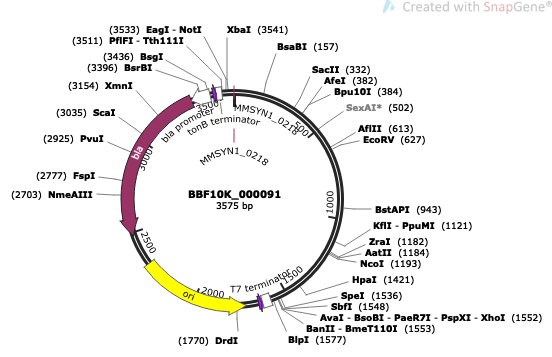 Created with SnapGene®
(3533) EagI - NotI
(3511) PflFI - Tth111I
(3436) BsgI
(3396) BsrBI
(3154) XmnI
(3035) ScaI
(2925) PvuI
(2777) FspI
(2703) NmeAIII
XbaI (3541)
BsaBI (157)
SacII (332)
AfeI (382)
Bpu10I (384)
SexAI* (502)
AflII (613)
EcoRV (627)
BstAPI (943)
KflI - PpuMI (1121)
ZraI (1182)
AatII (1184)
NcoI (1193)
HpaI (1421)
SpeI (1536)
SbfI (1548)
AvaI - BsoBI - PaeR7I - PspXI - XhoI (1552)
BanII - BmeT110I (1553)
BlpI (1577)
(1770) DrdI
bla promoter
tonB terminator
MMSYN1_0218
MMSYN1_0218
bla
ori
T7 terminator
500
1000
1500
2000
2500
3000
3500
BBF10K_000091
3575 bp